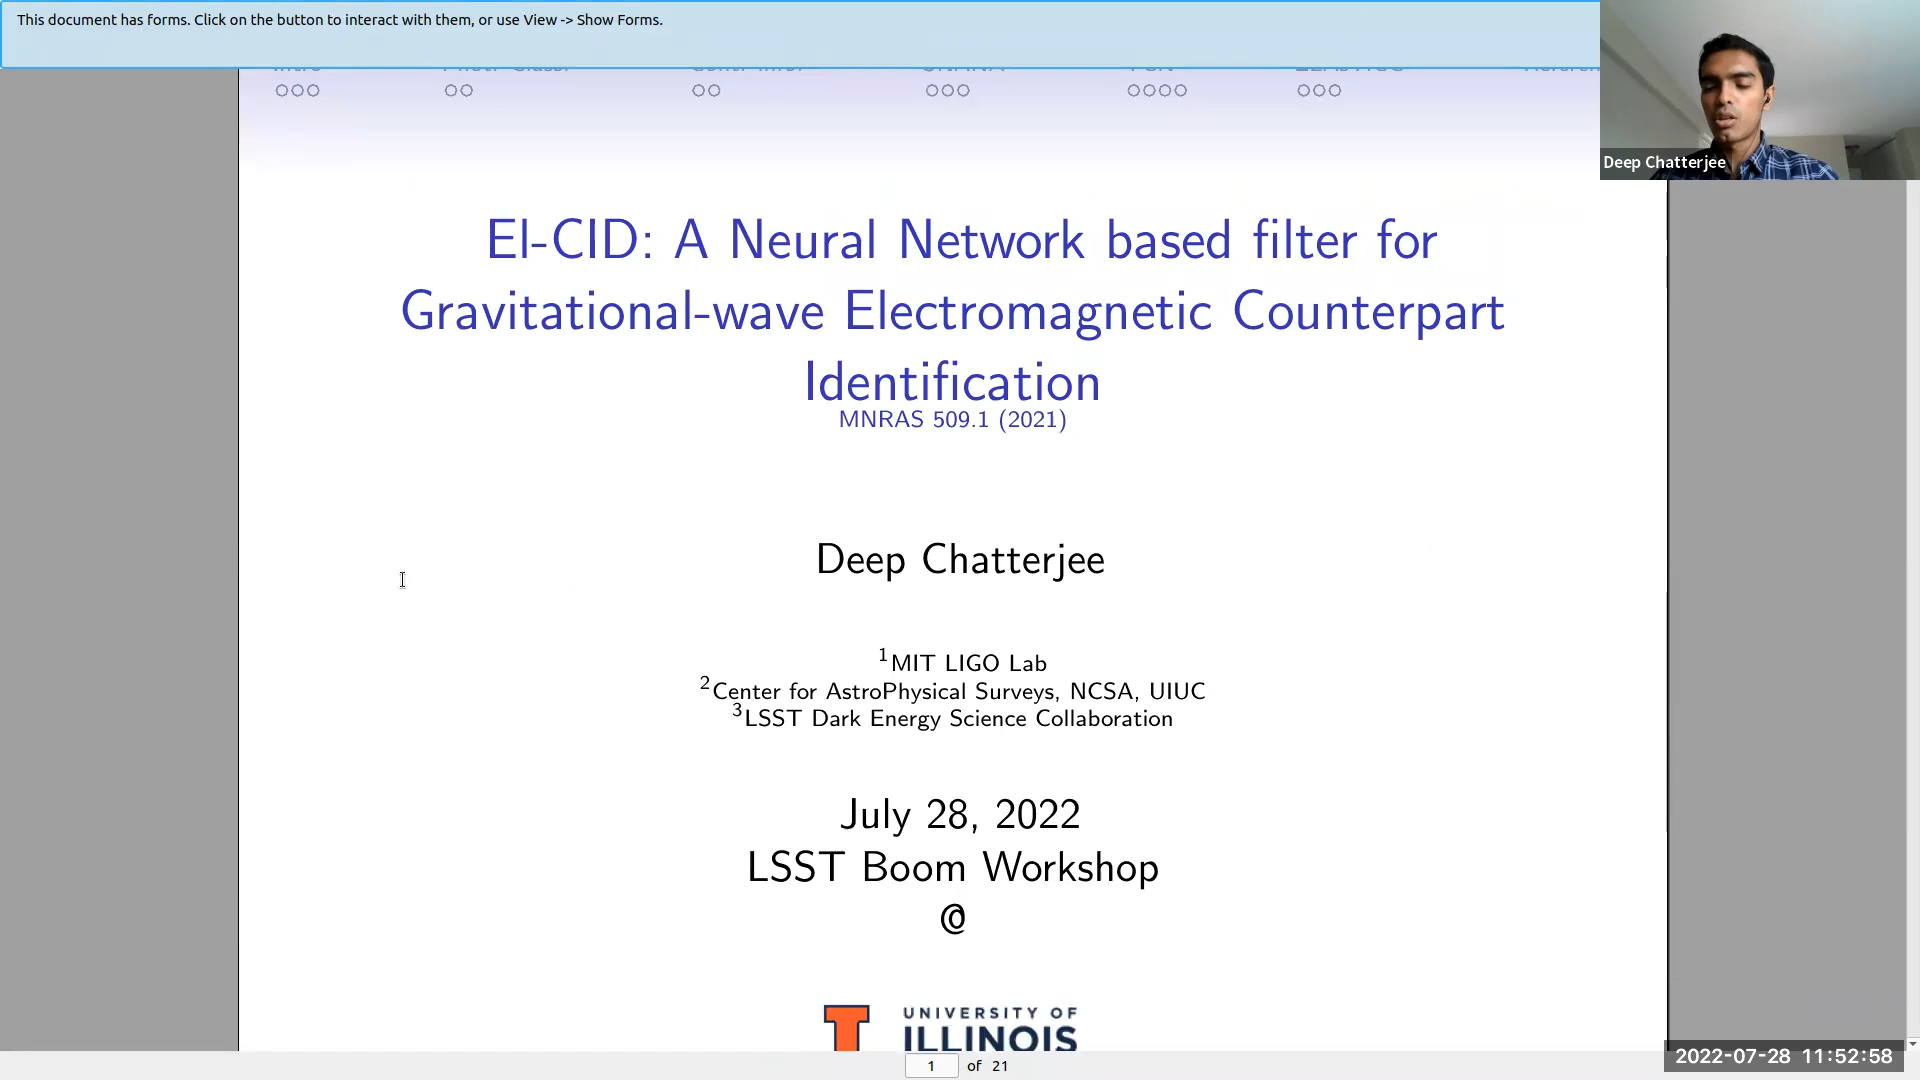 This document has forms. Click on the button to interact with them, or use View -> Show Forms.
Deep Chatterjee
El-CID: A Neural Network based filter for
Gravitational-wave Electromagnetic Counterpart
Identification
MNRAS 509.1 (2021)
Deep Chatterjee
1MIT LIGO Lab
2Center for AstroPhysical Surveys, NCSA, UIUC
3LSST Dark Energy Science Collaboration
July 28, 2022
LSST Boom Workshop
@
UNIVERSITY OF
ILLINOIS
1 of 21
2022-07-28 11:52:58